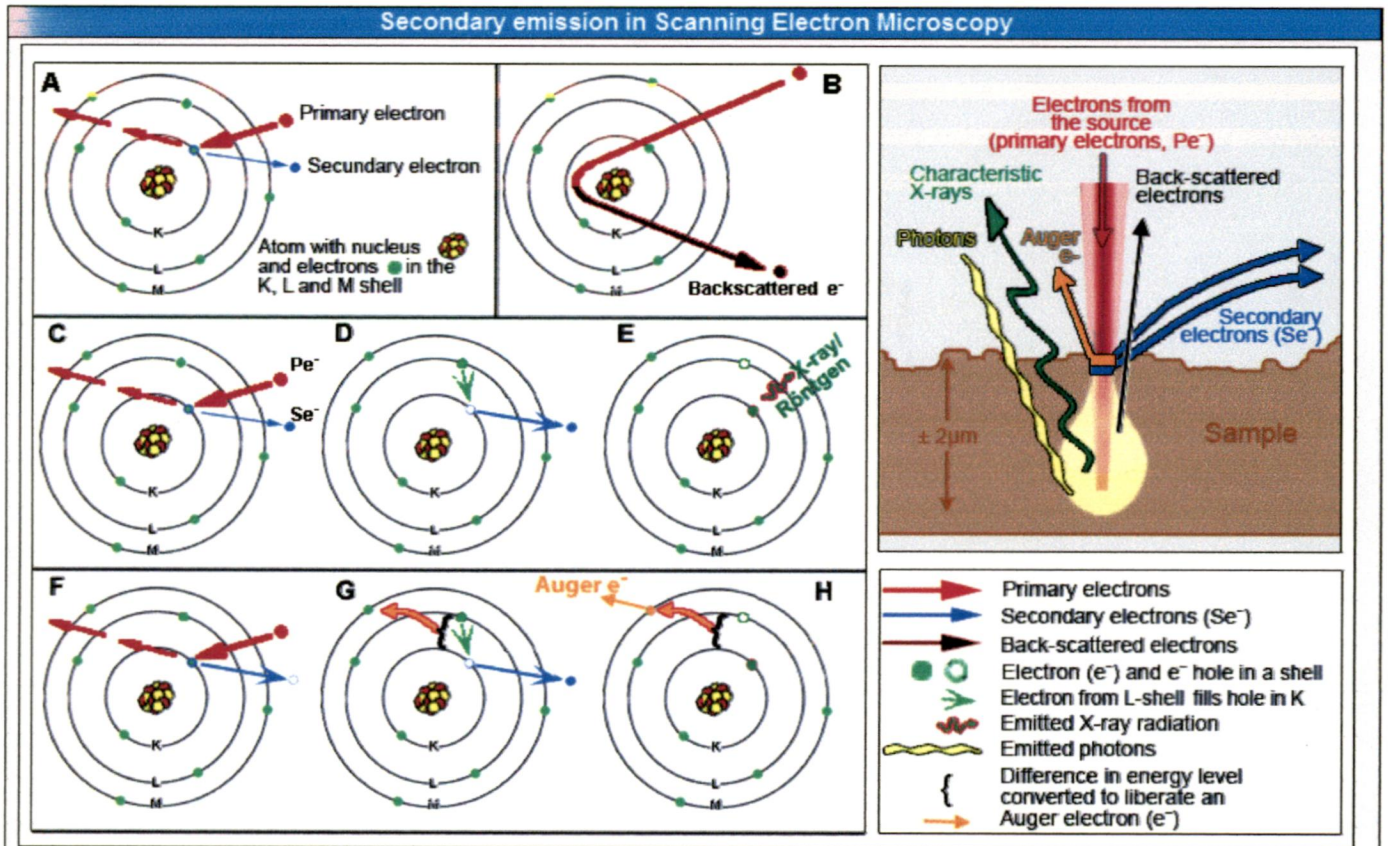 Secondary emission in Scanning Electron Microscopy
A
Primary electron
Secundary electron
K
L
M
Atom with nucleus
and electrons in the
K, L and M shell
B
K
L
M
Backscattered e-
C
Pe-
Se-
K
L
M
D
K
L
M
E
X-ray/
Röntgen
K
L
M
F
K
L
M
G
K
L
M
Auger e-
H
K
L
M
Electrons from
the source
(primary electrons, Pe-)
Characteristic
X-rays
Back-scattered
electrons
Photons
Auger
e-
Secondary
electrons (Se-)
± 2µm
Sample
Primary electrons
Secondary electrons (Se-)
Back-scattered electrons
Electron (e-) and e- hole in a shell
Electron from L-shell fills hole in K
Emitted X-ray radiation
Emitted photons
Difference in energy level
converted to liberate an
Auger electron (e-)